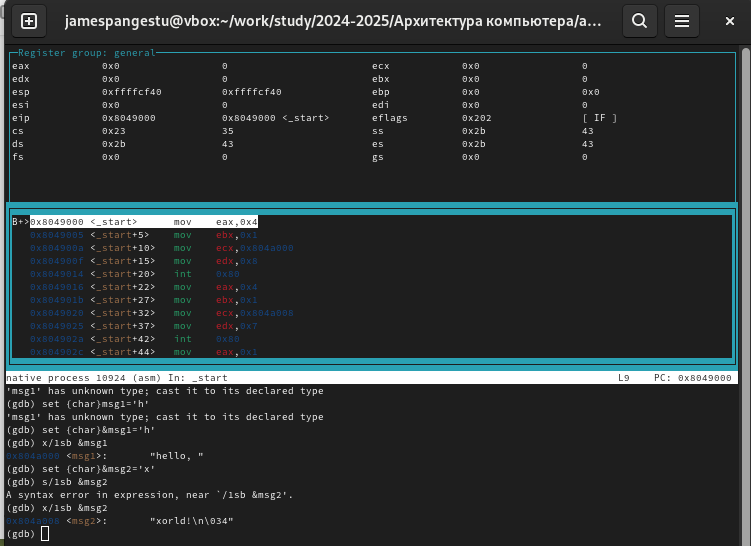 jamespangestu@vbox:~/work/study/2024-2025/Архитектура компьютера/a...
Register group: general
eax 0x0 0 ecx 0x0 0
edx 0x0 0 ebx 0x0 0
esp 0xffffcf40 0xffffcf40 ebp 0x0 0x0
esi 0x0 0 edi 0x0 0
eip 0x8049000 0x8049000 <_start> eflags 0x202 [ IF ]
cs 0x23 35 ss 0x2b 43
ds 0x2b 43 es 0x2b 43
fs 0x0 0 gs 0x0 0
B+>0x8049000 <_start> mov eax,0x4
0x8049005 <_start+5> mov ebx,0x1
0x804900a <_start+10> mov ecx,0x804a000
0x804900f <_start+15> mov edx,0x8
0x8049014 <_start+20> int 0x80
0x8049016 <_start+22> mov eax,0x4
0x804901b <_start+27> mov ebx,0x1
0x8049020 <_start+32> mov ecx,0x804a008
0x8049025 <_start+37> mov edx,0x7
0x804902a <_start+42> int 0x80
0x804902c <_start+44> mov eax,0x1
native process 10924 (asm) In: _start L9 PC: 0x8049000
'msg1' has unknown type; cast it to its declared type
(gdb) set {char}msg1='h'
'msg1' has unknown type; cast it to its declared type
(gdb) set {char}&msg1='h'
(gdb) x/1sb &msg1
0x804a000 <msg1>: "hello, "
(gdb) set {char}&msg2='x'
(gdb) s/1sb &msg2
A syntax error in expression, near `/1sb &msg2'.
(gdb) x/1sb &msg2
0x804a008 <msg2>: "xorld!\n\034"
(gdb)